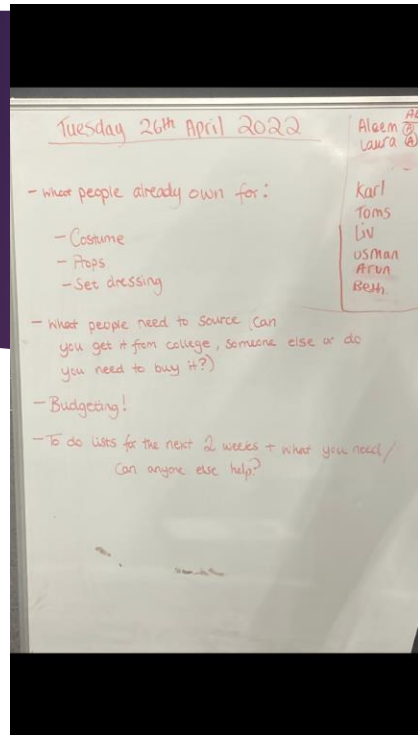 Tuesday 26th April 2022
- What people already own for:
- Costume
- Props
- Set dressing
- What people need to source (can
you get it from college, someone else or do
you need to buy it?)
- Budgeting!
- To do lists for the next 2 weeks + what you need/
Can anyone else help?
Aleem
Laura (A)
Karl
Toms
Liv
Usman
Arun
Beth